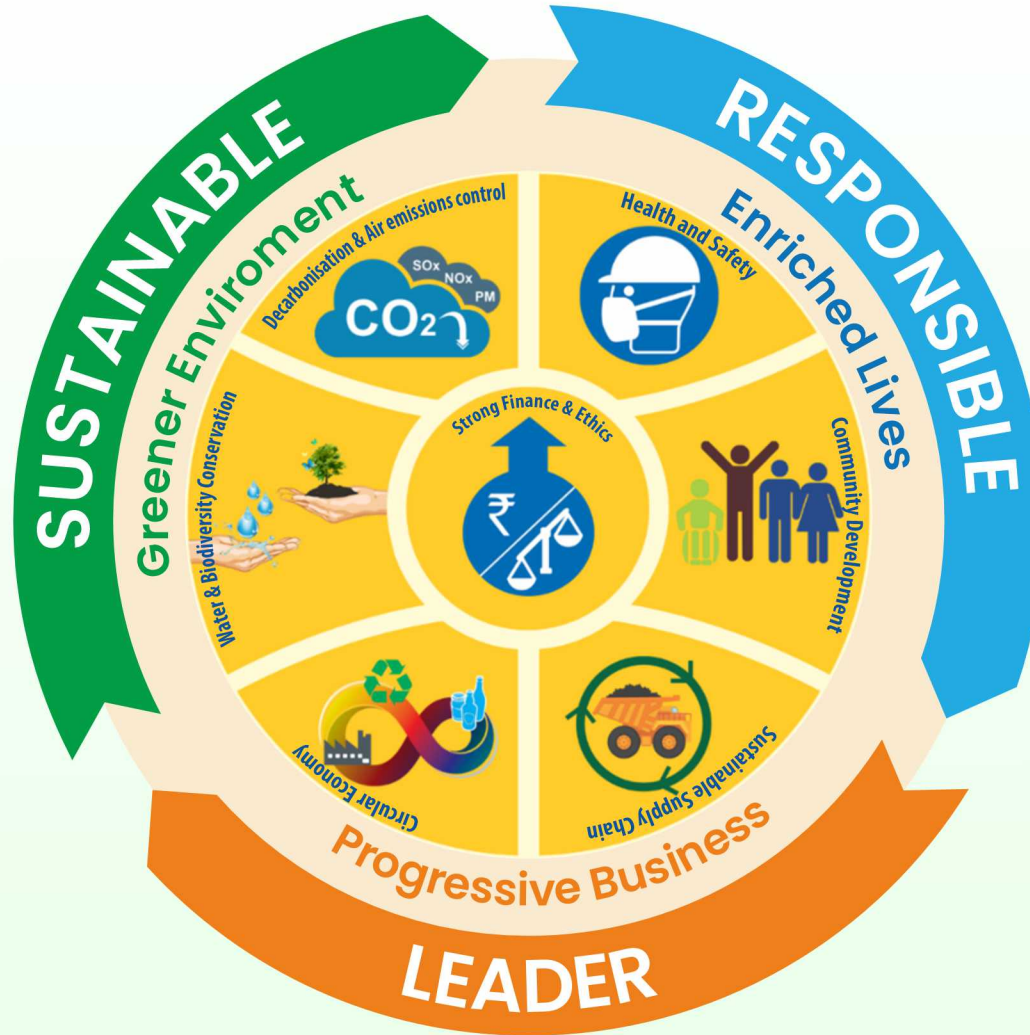 SUSTAINABLE
RESPONSIBLE
LEADER
Greener Enviroment
Enriched Lives
Progressive Business
Decarbonisation & Air emissions control
SOx
NOx
PM
CO2
Health and Safety
Water & Biodiversity Conservation
Strong Finance & Ethics
₹
Community Development
Circular Economy
Sustainable Supply Chain